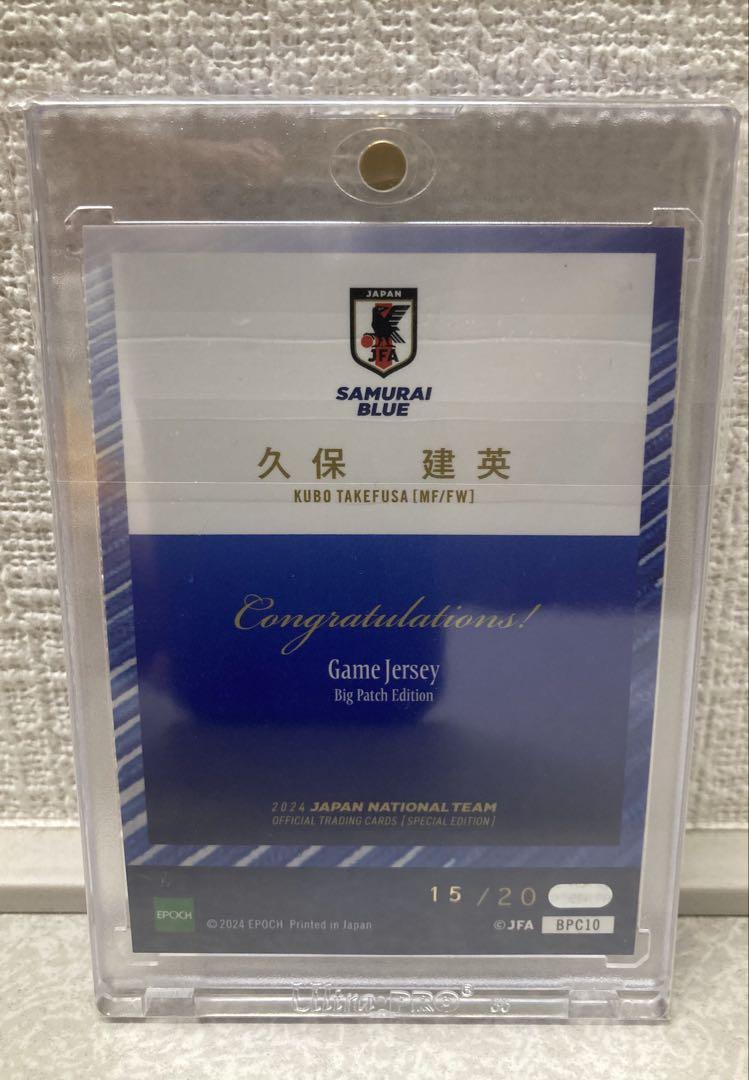 JAPAN
JFA
SAMURAI
BLUE
久保 建英
KUBO TAKEFUSA [MF/FW]
Congratulations!
Game Jersey
Big Patch Edition
2024 JAPAN NATIONAL TEAM
OFFICIAL TRADING CARDS [SPECIAL EDITION]
15/20
EPOCH
©2024 EPOCH Printed in Japan
©JFA BPC10
Ultra PRO®